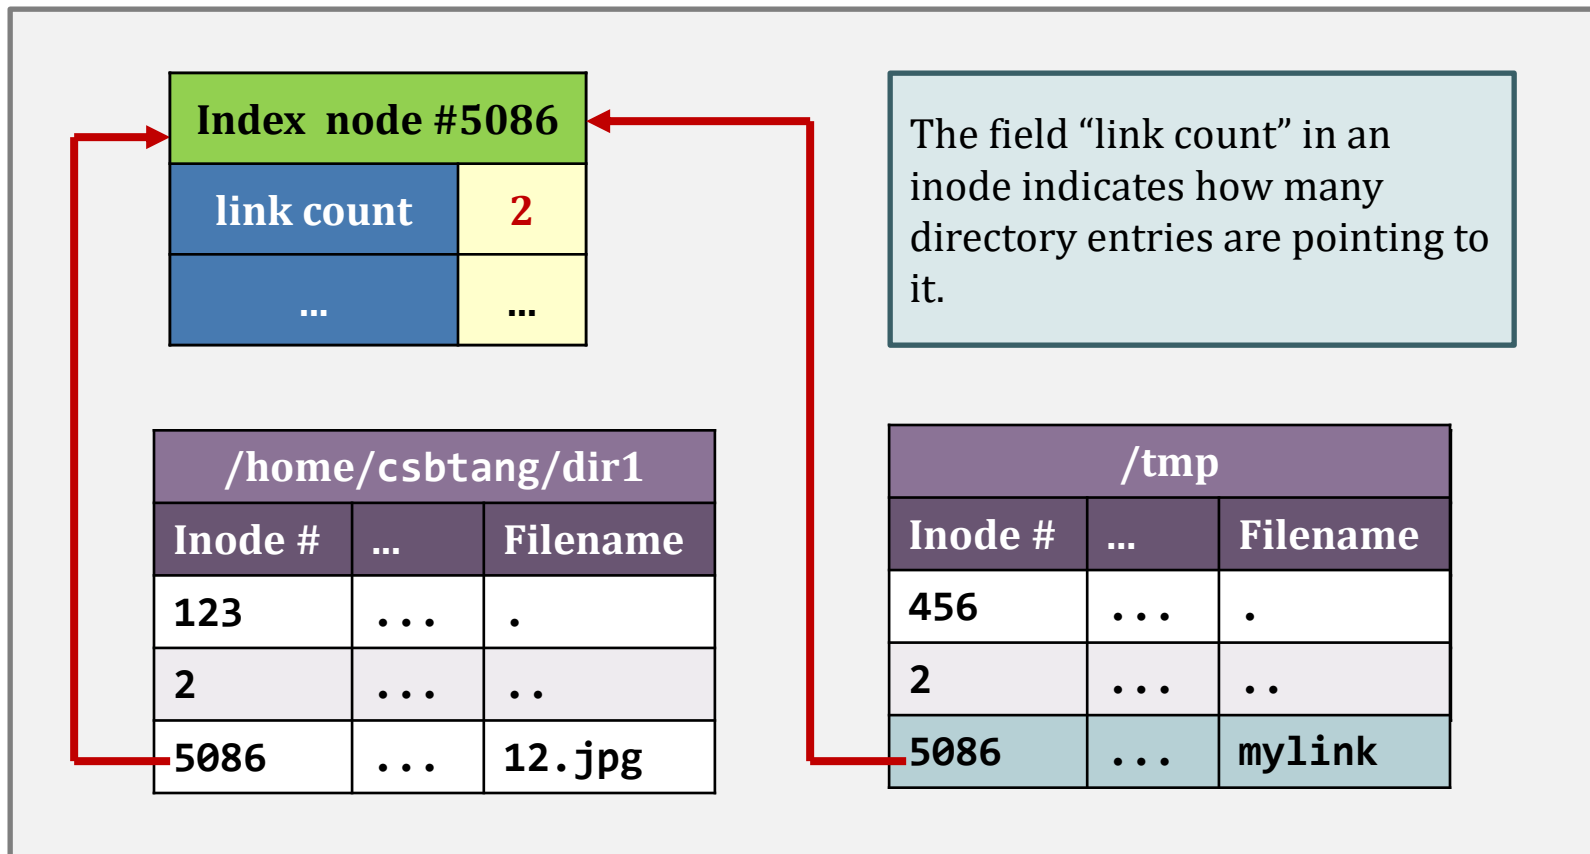 Index node #5086
link count 2
... ...
The field “link count” in an
inode indicates how many
directory entries are pointing to
it.
/home/csbtang/dir1
Inode # ... Filename
123 ... .
2 ... ..
5086 ... 12.jpg
/tmp
Inode # ... Filename
456 ... .
2 ... ..
5086 ... mylink